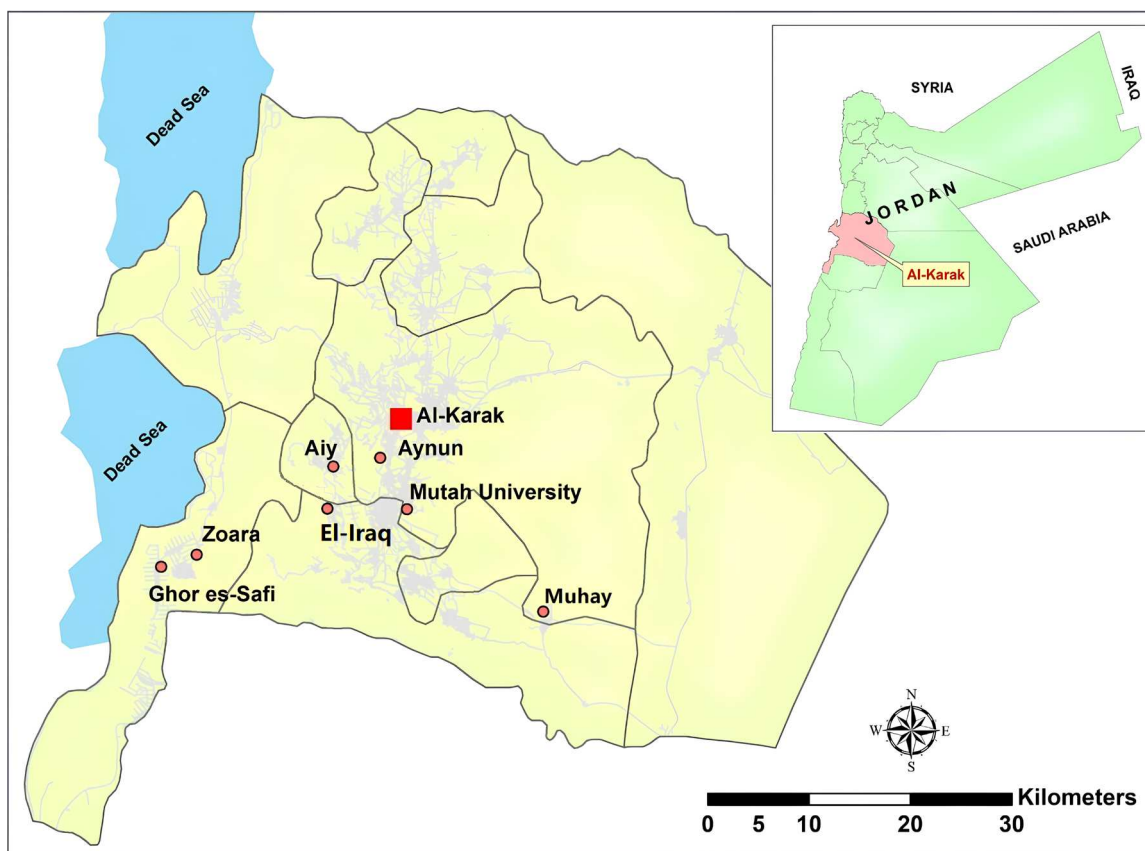 Dead Sea
Dead Sea
Al-Karak
Aiy
Aynun
Mutah University
El-Iraq
Zoara
Ghor es-Safi
Muhay
SYRIA
IRAQ
JORDAN
SAUDI ARABIA
Al-Karak
N
W E
S
Kilometers
0 5 10 20 30